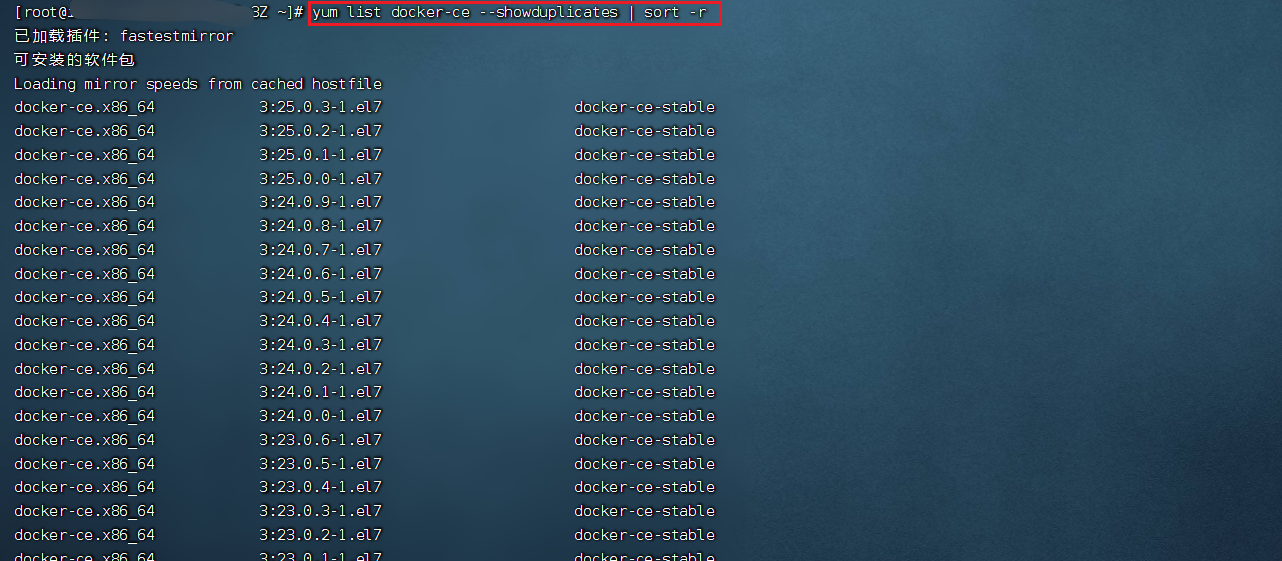 [root@ 3Z ~]# yum list docker-ce --showduplicates | sort -r
已加载插件: fastestmirror
可安装的软件包
Loading mirror speeds from cached hostfile
docker-ce.x86_64 3:25.0.3-1.el7 docker-ce-stable
docker-ce.x86_64 3:25.0.2-1.el7 docker-ce-stable
docker-ce.x86_64 3:25.0.1-1.el7 docker-ce-stable
docker-ce.x86_64 3:25.0.0-1.el7 docker-ce-stable
docker-ce.x86_64 3:24.0.9-1.el7 docker-ce-stable
docker-ce.x86_64 3:24.0.8-1.el7 docker-ce-stable
docker-ce.x86_64 3:24.0.7-1.el7 docker-ce-stable
docker-ce.x86_64 3:24.0.6-1.el7 docker-ce-stable
docker-ce.x86_64 3:24.0.5-1.el7 docker-ce-stable
docker-ce.x86_64 3:24.0.4-1.el7 docker-ce-stable
docker-ce.x86_64 3:24.0.3-1.el7 docker-ce-stable
docker-ce.x86_64 3:24.0.2-1.el7 docker-ce-stable
docker-ce.x86_64 3:24.0.1-1.el7 docker-ce-stable
docker-ce.x86_64 3:24.0.0-1.el7 docker-ce-stable
docker-ce.x86_64 3:23.0.6-1.el7 docker-ce-stable
docker-ce.x86_64 3:23.0.5-1.el7 docker-ce-stable
docker-ce.x86_64 3:23.0.4-1.el7 docker-ce-stable
docker-ce.x86_64 3:23.0.3-1.el7 docker-ce-stable
docker-ce.x86_64 3:23.0.2-1.el7 docker-ce-stable
docker-ce.x86_64 3:23.0.1-1.el7 docker-ce-stable